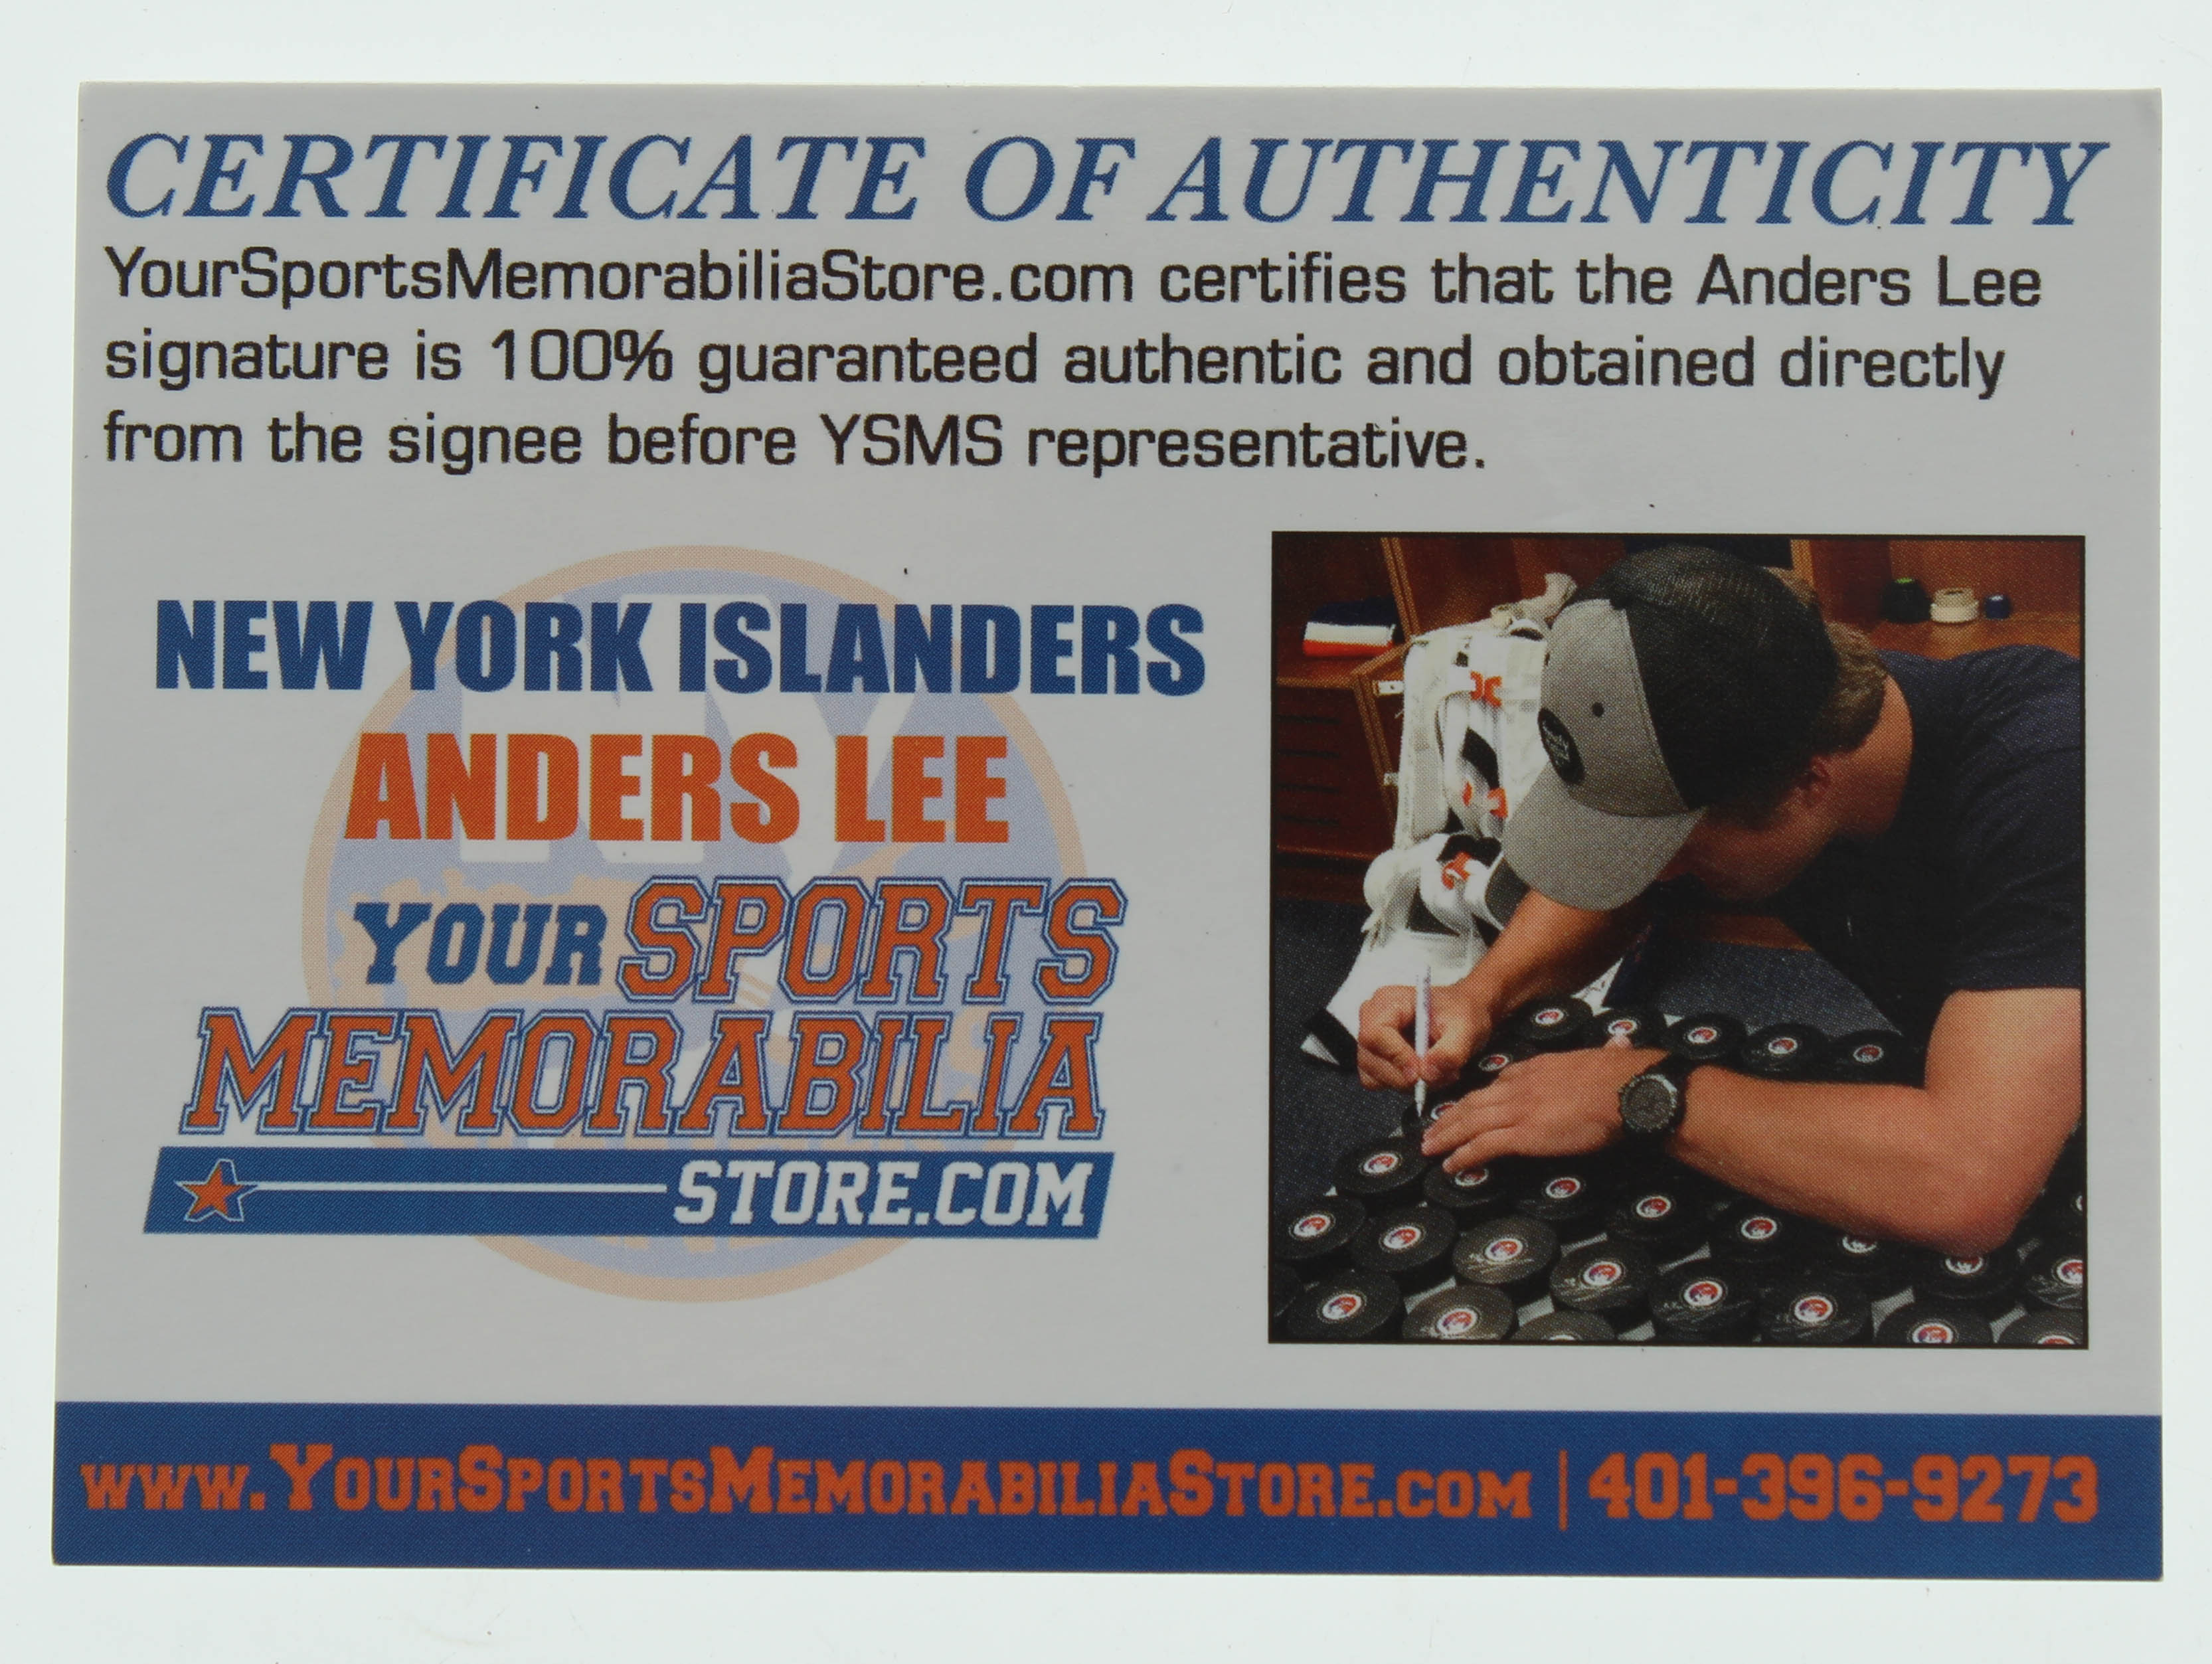 CERTIFICATE OF AUTHENTICITY
YourSportsMemorabiliaStore.com certifies that the Anders Lee
signature is 100% guaranteed authentic and obtained directly
from the signee before YSMS representative.
NEW YORK ISLANDERS
ANDERS LEE
YOUR SPORTS
MEMORABILIA
STORE.COM
NY
www.YourSportsMemorabiliaStore.com | 401-396-9273